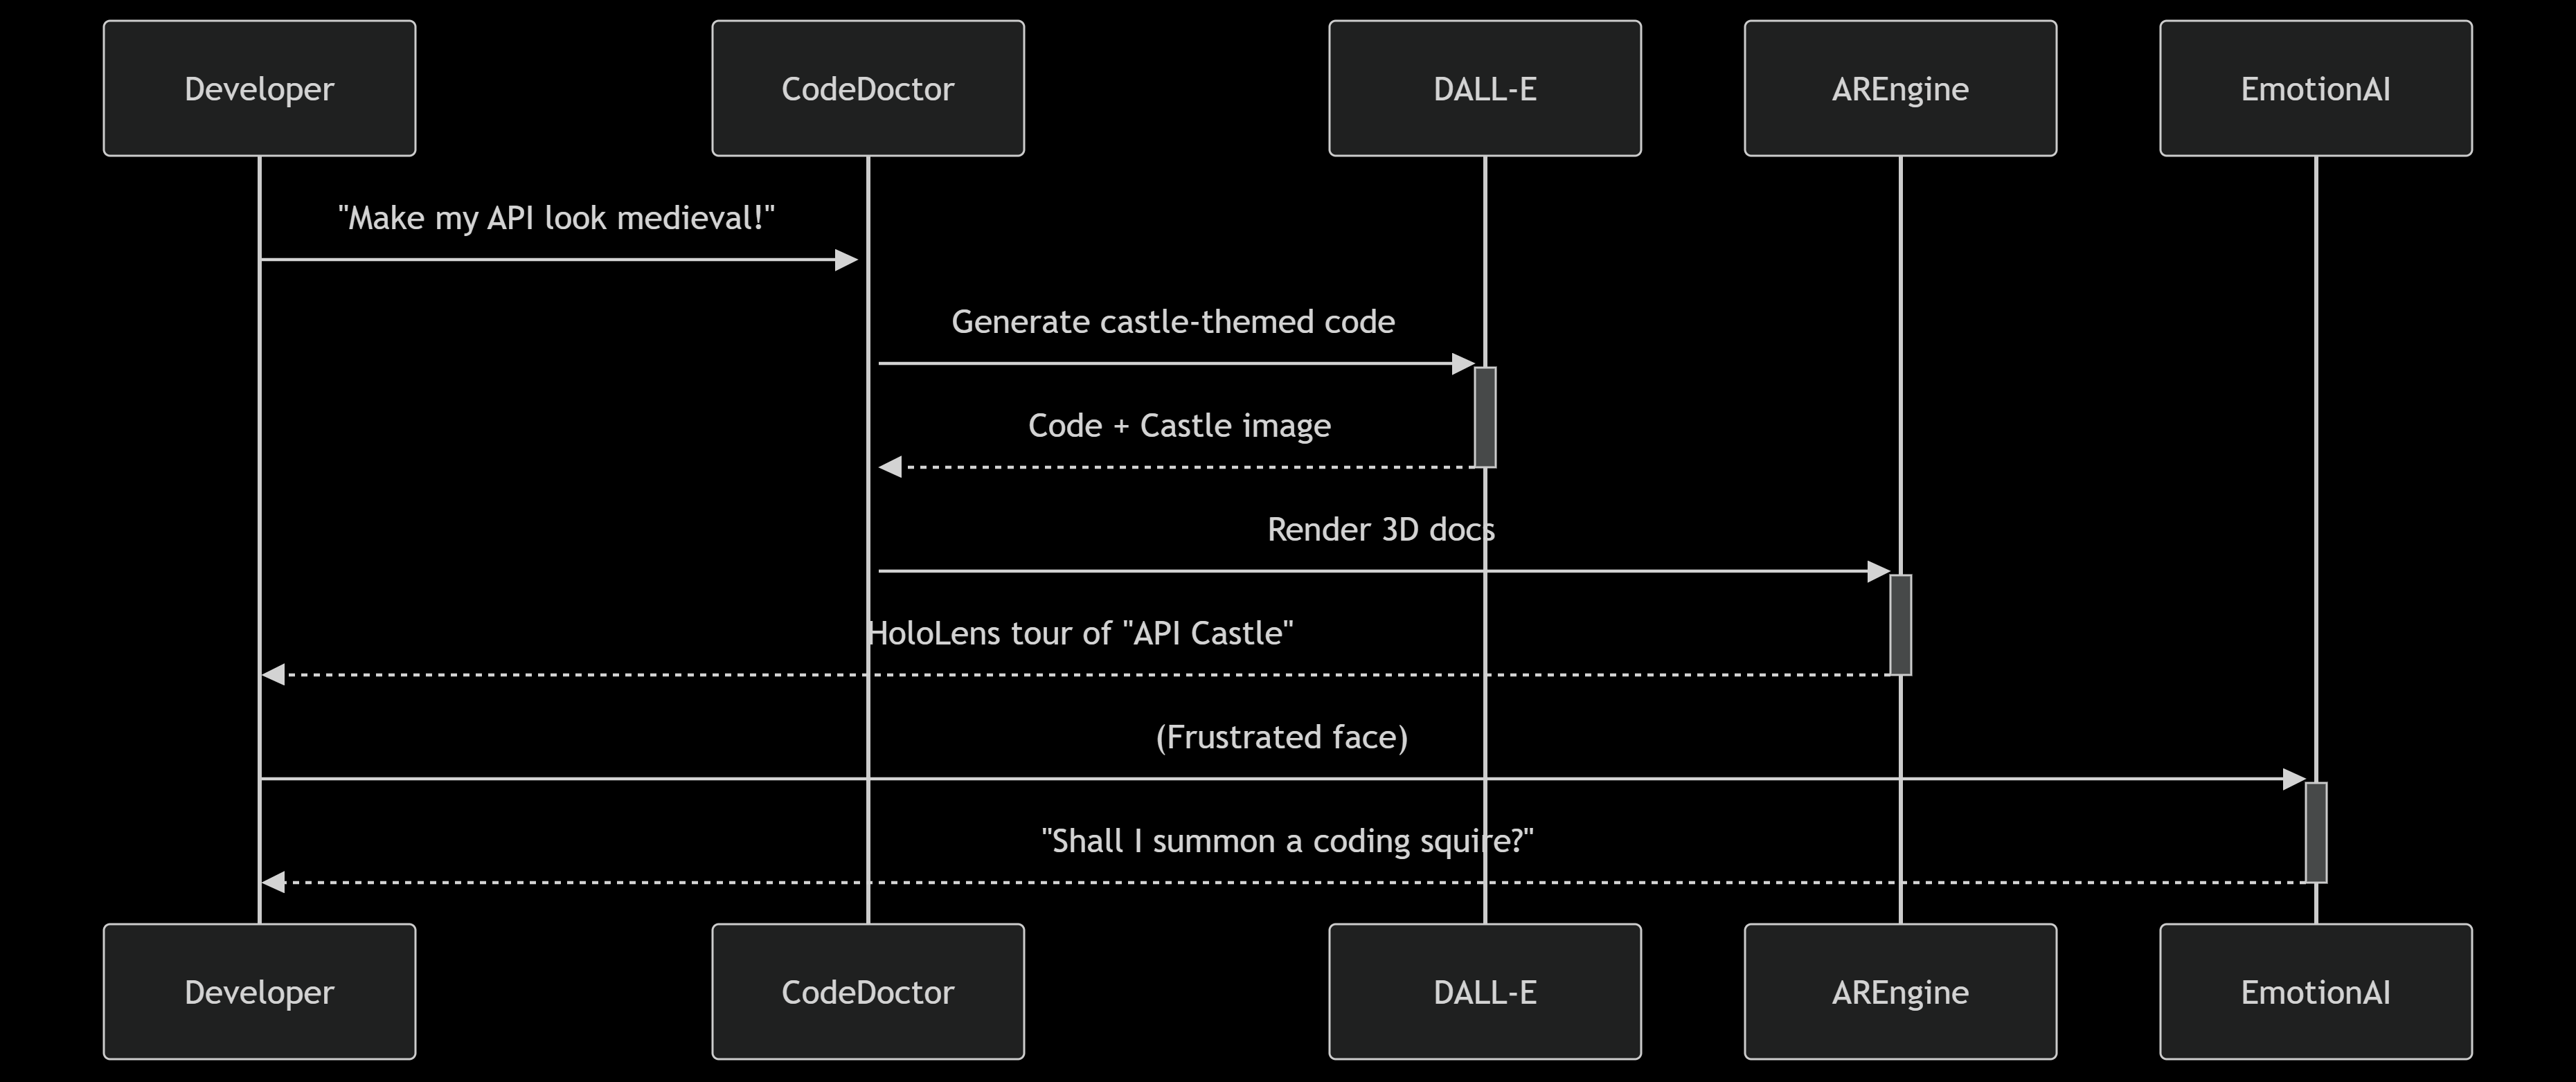 Developer
CodeDoctor
DALL-E
AREngine
EmotionAI
"Make my API look medieval!"
Generate castle-themed code
Code + Castle image
Render 3D docs
HoloLens tour of "API Castle"
(Frustrated face)
"Shall I summon a coding squire?"
Developer
CodeDoctor
DALL-E
AREngine
EmotionAI